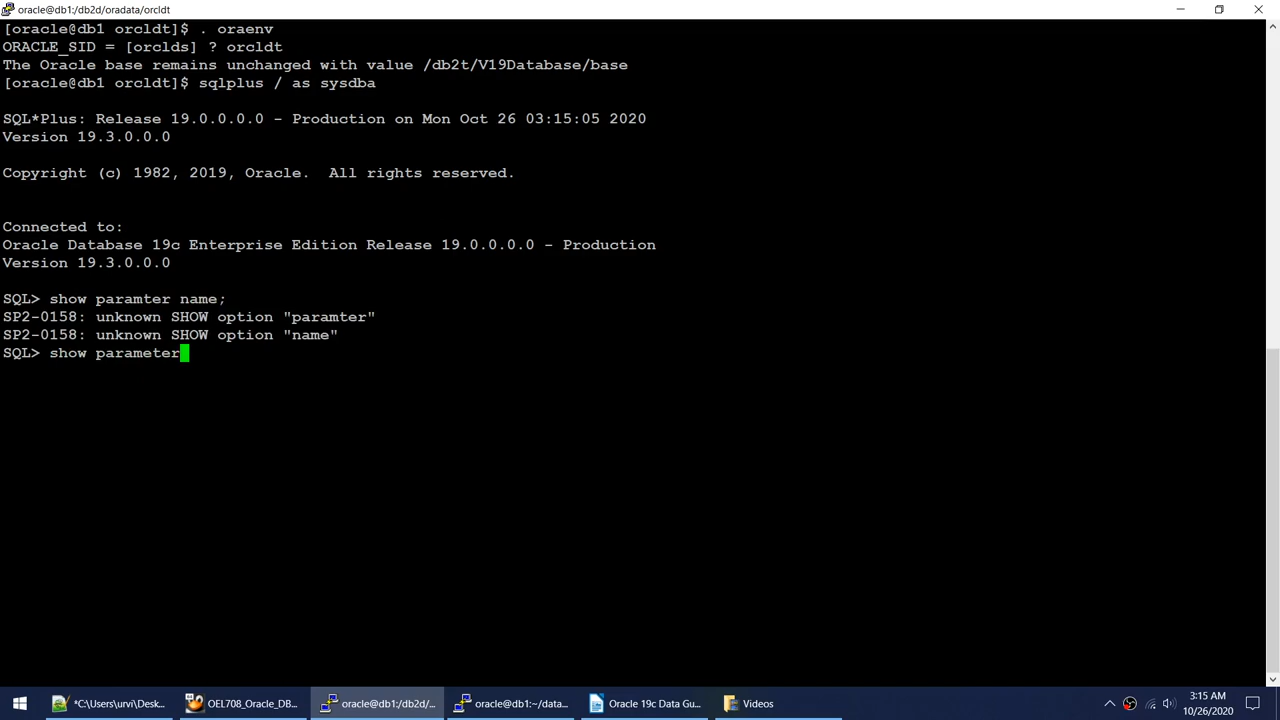 oracle@db1:/db2d/oradata/orcldt
[oracle@db1 orcldt]$ . oraenv
ORACLE_SID = [orclds] ? orcldt
The Oracle base remains unchanged with value /db2t/V19Database/base
[oracle@db1 orcldt]$ sqlplus / as sysdba
SQL*Plus: Release 19.0.0.0.0 - Production on Mon Oct 26 03:15:05 2020
Version 19.3.0.0.0
Copyright (c) 1982, 2019, Oracle.  All rights reserved.
Connected to:
Oracle Database 19c Enterprise Edition Release 19.0.0.0.0 - Production
Version 19.3.0.0.0
SQL> show paramter name;
SP2-0158: unknown SHOW option "paramter"
SP2-0158: unknown SHOW option "name"
SQL> show parameter
*C:\Users\urvi\Desk...
OEL708_Oracle_DB...
oracle@db1:/db2d/...
oracle@db1:~/data...
Oracle 19c Data Gu...
Videos
3:15 AM
10/26/2020